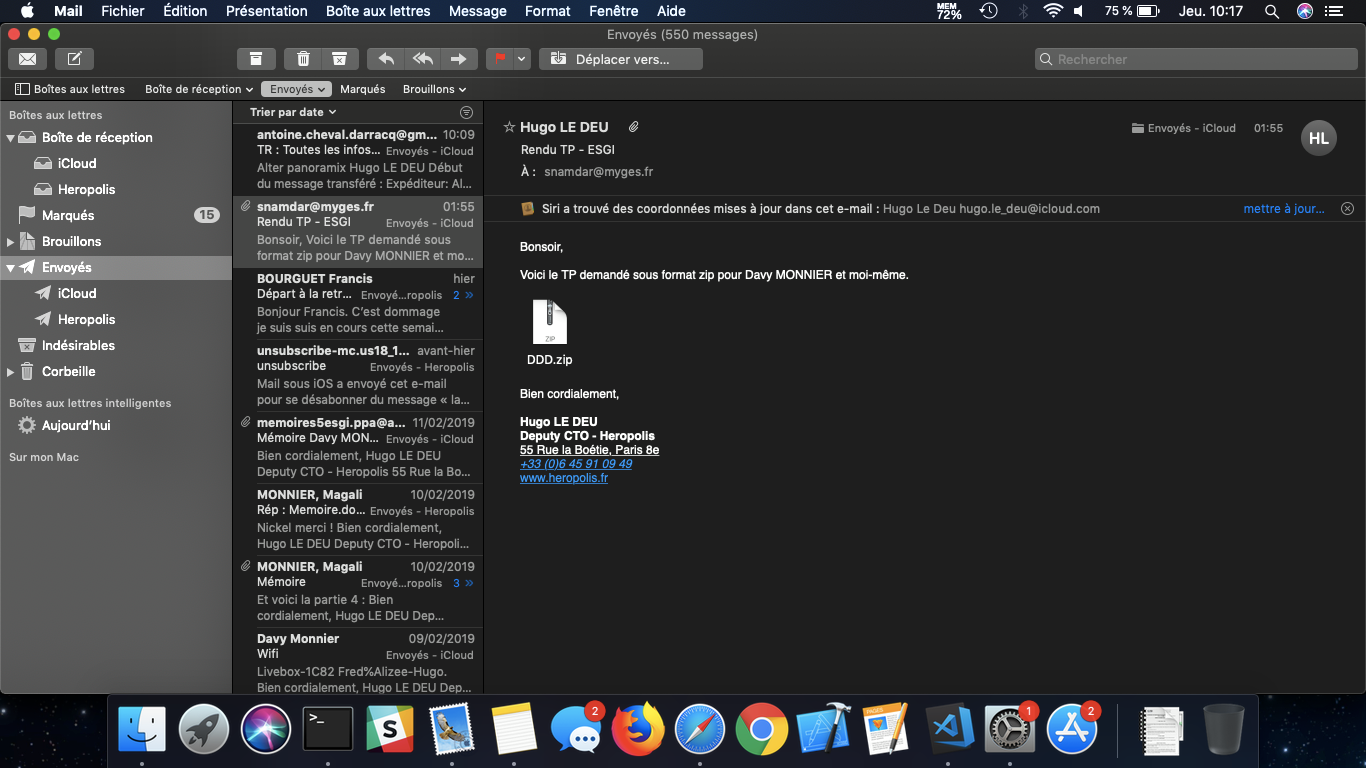 Mail Fichier Édition Présentation Boîte aux lettres Message Format Fenêtre Aide MEM 72% 75 % Jeu. 10:17
Envoyés (550 messages)
Déplacer vers... Rechercher
Boîtes aux lettres Boîte de réception Envoyés Marqués Brouillons
Boîtes aux lettres
Boîte de réception
iCloud
Heropolis
Marqués 15
Brouillons
Envoyés
iCloud
Heropolis
Indésirables
Corbeille
Boîtes aux lettres intelligentes
Aujourd'hui
Sur mon Mac
Trier par date
antoine.cheval.darracq@gm... 10:09
TR : Toutes les infos... Envoyés - iCloud
Alter panoramix Hugo LE DEU Début
du message transféré : Expéditeur: Al...
snamdar@myges.fr 01:55
Rendu TP - ESGI Envoyés - iCloud
Bonsoir, Voici le TP demandé sous
format zip pour Davy MONNIER et mo...
BOURGUET Francis hier
Départ à la retr... Envoyé...ropolis 2 »
Bonjour Francis. C'est dommage
je suis suis en cours cette semai...
unsubscribe-mc.us18_1... avant-hier
unsubscribe Envoyés - Heropolis
Mail sous iOS a envoyé cet e-mail
pour se désabonner du message « la...
memoires5esgi.ppa@a... 11/02/2019
Mémoire Davy MON... Envoyés - iCloud
Bien cordialement, Hugo LE DEU
Deputy CTO - Heropolis 55 Rue la Bo...
MONNIER, Magali 10/02/2019
Rép : Memoire.do... Envoyés - Heropolis
Nickel merci ! Bien cordialement,
Hugo LE DEU Deputy CTO - Heropoli...
MONNIER, Magali 10/02/2019
Mémoire Envoyé...ropolis 3 »
Et voici la partie 4 : Bien
cordialement, Hugo LE DEU Dep...
Davy Monnier 09/02/2019
Wifi Envoyés - iCloud
Livebox-1C82 Fred%Alizee-Hugo.
Bien cordialement, Hugo LE DEU Dep...
Hugo LE DEU Envoyés - iCloud 01:55 HL
Rendu TP - ESGI
À : snamdar@myges.fr
Siri a trouvé des coordonnées mises à jour dans cet e-mail : Hugo Le Deu hugo.le_deu@icloud.com mettre à jour...
Bonsoir,
Voici le TP demandé sous format zip pour Davy MONNIER et moi-même.
ZIP
DDD.zip
Bien cordialement,
Hugo LE DEU
Deputy CTO - Heropolis
55 Rue la Boétie, Paris 8e
+33 (0)6 45 91 09 49
www.heropolis.fr
>_ S 2 PAGES 1 2